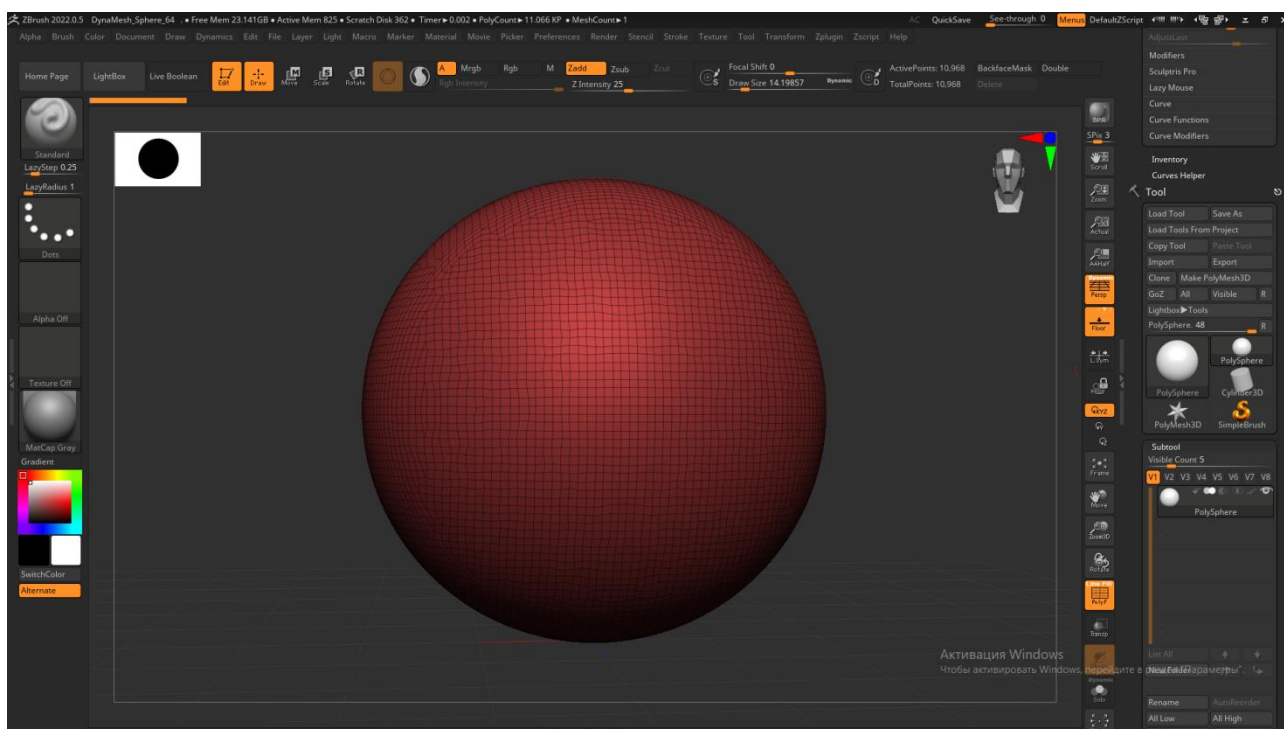 ZBrush 2022.0.5 DynaMesh_Sphere_64 . • Free Mem 23.141GB • Active Mem 825 • Scratch Disk 362 • Timer▸0.002 • PolyCount▸11.066 KP • MeshCount▸1 AC QuickSave See-through 0 Menus DefaultZScript
Alpha Brush Color Document Draw Dynamics Edit File Layer Light Macro Marker Material Movie Picker Preferences Render Stencil Stroke Texture Tool Transform Zplugin Zscript Help
Home Page LightBox Live Boolean
Edit Draw Move Scale Rotate
A Mrgb Rgb M Zadd Zsub Zcut
Rgb Intensity Z Intensity 25
S Focal Shift 0
Draw Size 14.19857 Dynamic
D ActivePoints: 10,968 BackfaceMask Double
TotalPoints: 10,968 Delete
Standard
LazyStep 0.25
LazyRadius 1
Dots
Alpha Off
Texture Off
MatCap Gray
Gradient
SwitchColor
Alternate
BPR
SPix 3
Scroll
Zoom
Actual
AAHalf
Dynamic
Persp
Floor
L.Sym
XYZ
Frame
Move
Zoom3D
Rotate
Line Fill
PolyF
Transp
Dynamic
Solo
AdjustLast
Modifiers
Sculptris Pro
Lazy Mouse
Curve
Curve Functions
Curve Modifiers
Inventory
Curves Helper
Tool
Load Tool Save As
Load Tools From Project
Copy Tool Paste Tool
Import Export
Clone Make PolyMesh3D
GoZ All Visible R
Lightbox▸Tools
PolySphere. 48 R
PolySphere PolySphere
Cylinder3D
PolyMesh3D SimpleBrush
Subtool
Visible Count 5
V1 V2 V3 V4 V5 V6 V7 V8
PolySphere
List All
New Folder
Rename AutoReorder
All Low All High
Активация Windows
Чтобы активировать Windows, перейдите в раздел "Параметры".